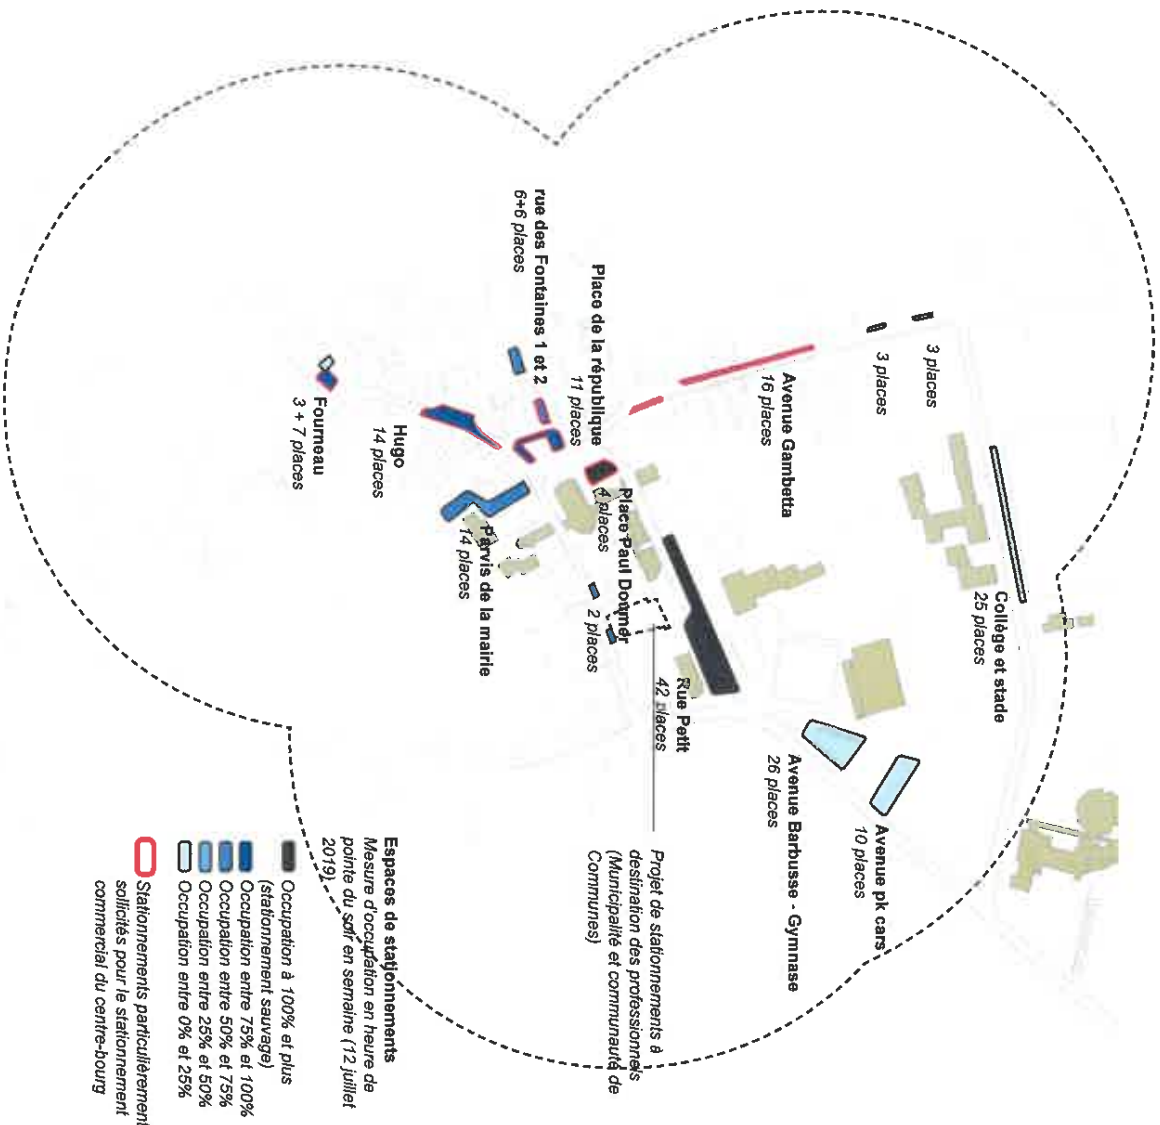 Collège et stade
25 places
3 places
3 places
Avenue pk cars
10 places
Avenue Barbusse - Gymnase
26 places
Avenue Gambetta
16 places
Rue Petit
42 places
Projet de stationnements à
destination des professionnels
(Municipalité et communauté de
Communes)
Place Paul Doumer
4 places
Place de la république
11 places
2 places
rue des Fontaines 1 et 2
6+6 places
Parvis de la mairie
14 places
Hugo
14 places
Fourneau
3 + 7 places
Espaces de stationnements
Mesure d'occupation en heure de
pointe du soir en semaine (12 juillet
2019)
Occupation à 100% et plus
(stationnement sauvage)
Occupation entre 75% et 100%
Occupation entre 50% et 75%
Occupation entre 25% et 50%
Occupation entre 0% et 25%
Stationnements particulièrement
sollicités pour le stationnement
commercial du centre-bourg